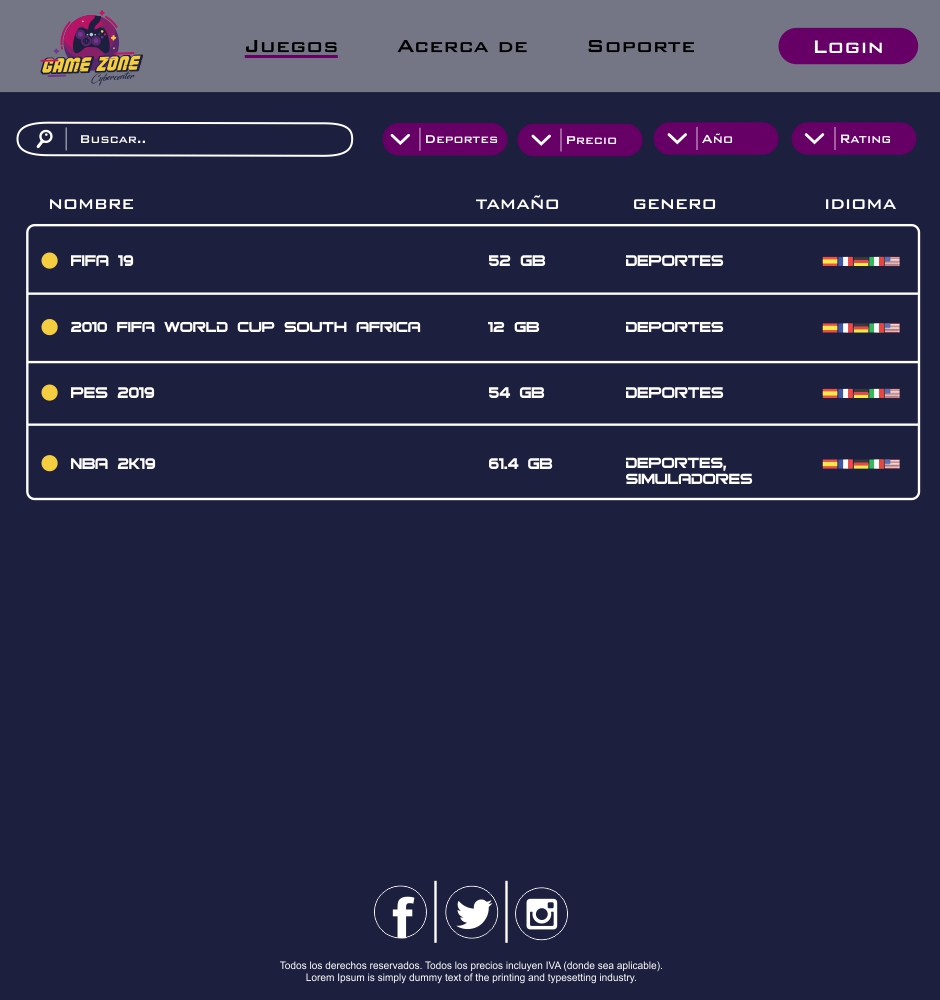 GAME ZONE
Cybercenter
Juegos Acerca de Soporte Login
Buscar.. Deportes Precio Año Rating
NOMBRE TAMAÑO GENERO IDIOMA
FIFA 19 52 GB DEPORTES
2010 FIFA WORLD CUP SOUTH AFRICA 12 GB DEPORTES
PES 2019 54 GB DEPORTES
NBA 2K19 61.4 GB DEPORTES,
SIMULADORES
Todos los derechos reservados. Todos los precios incluyen IVA (donde sea aplicable).
Lorem Ipsum is simply dummy text of the printing and typesetting industry.